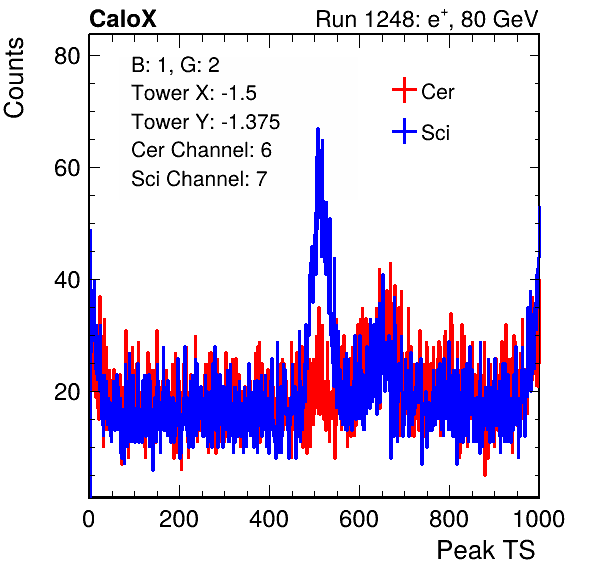 CaloX Run 1248: e⁺, 80 GeV
Counts
B: 1, G: 2
Tower X: -1.5
Tower Y: -1.375
Cer Channel: 6
Sci Channel: 7
Cer
Sci
80
60
40
20
0 200 400 600 800 1000
Peak TS